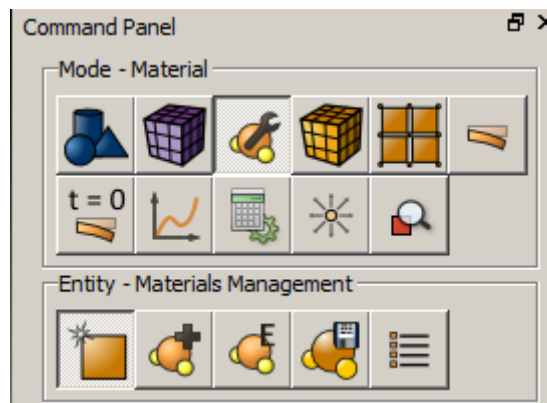 Command Panel
Mode - Material
t = 0
Entity - Materials Management
E